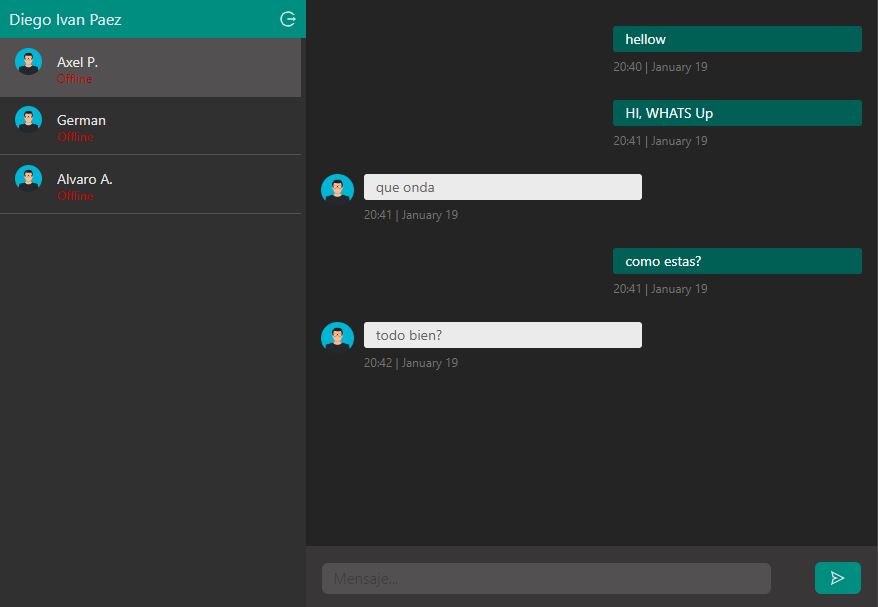 Diego Ivan Paez
Axel P.
Offline
German
Offline
Alvaro A.
Offline
hellow
20:40 | January 19
HI, WHATS Up
20:41 | January 19
que onda
20:41 | January 19
como estas?
20:41 | January 19
todo bien?
20:42 | January 19
Mensaje...